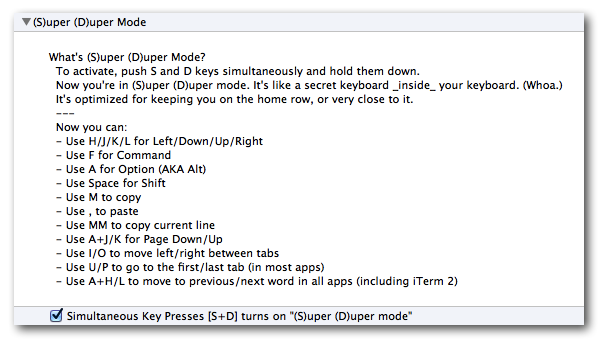 (S)uper (D)uper Mode
What's (S)uper (D)uper Mode?
To activate, push S and D keys simultaneously and hold them down.
Now you're in (S)uper (D)uper mode. It's like a secret keyboard _inside_ your keyboard. (Whoa.)
It's optimized for keeping you on the home row, or very close to it.
---
Now you can:
- Use H/J/K/L for Left/Down/Up/Right
- Use F for Command
- Use A for Option (AKA Alt)
- Use Space for Shift
- Use M to copy
- Use , to paste
- Use MM to copy current line
- Use A+J/K for Page Down/Up
- Use I/O to move left/right between tabs
- Use U/P to go to the first/last tab (in most apps)
- Use A+H/L to move to previous/next word in all apps (including iTerm 2)
Simultaneous Key Presses [S+D] turns on "(S)uper (D)uper mode"